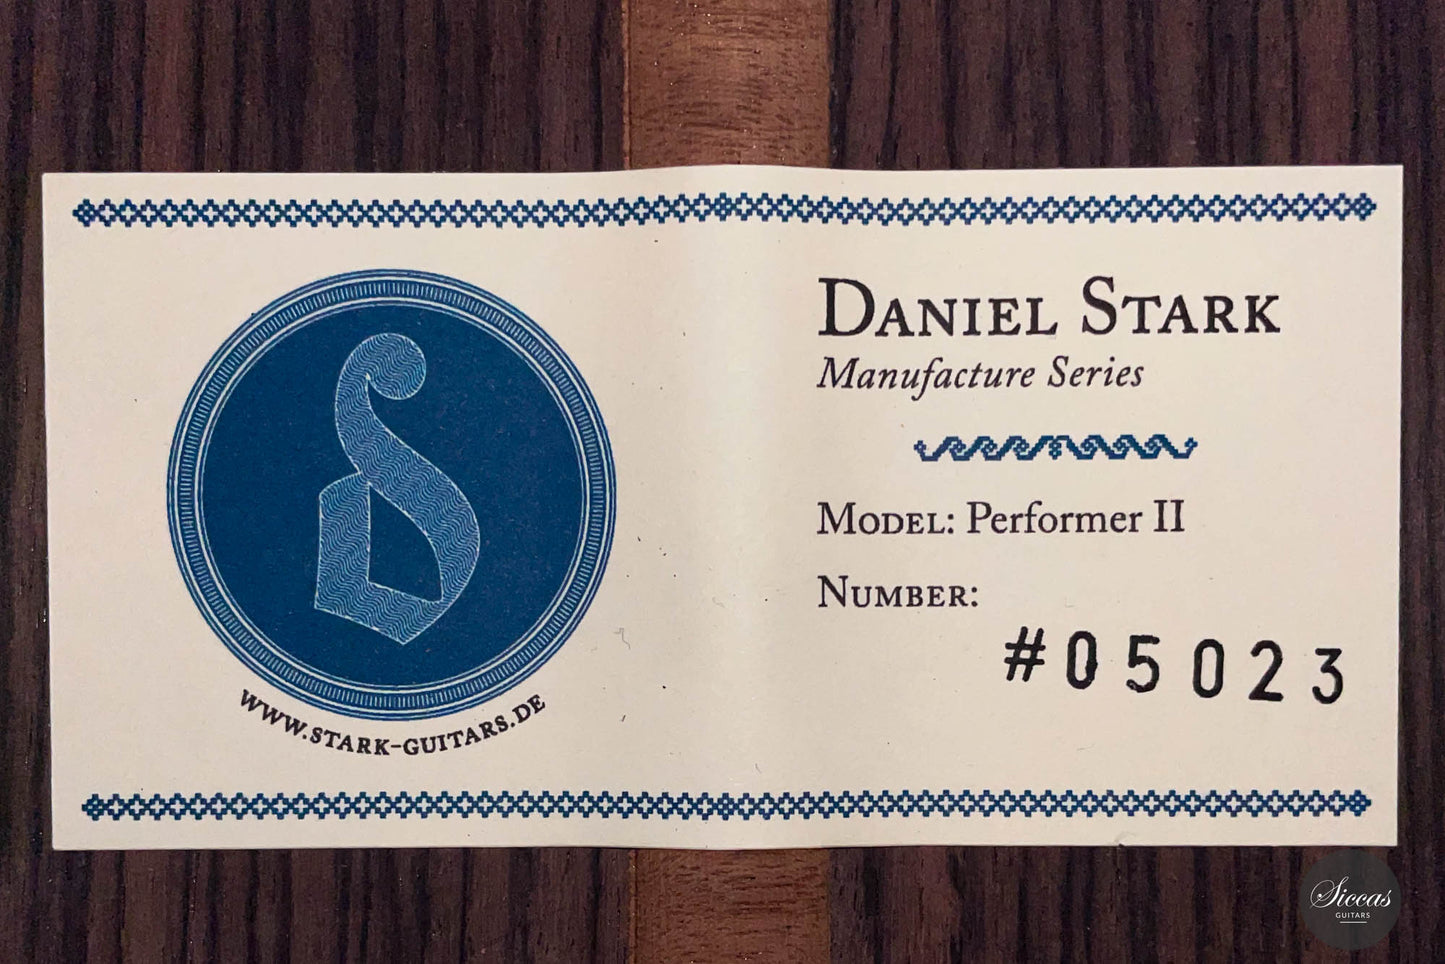 WWW.STARK-GUITARS.DE
DANIEL STARK
Manufacture Series
MODEL: Performer II
NUMBER:
#05023
Siccas
GUITARS